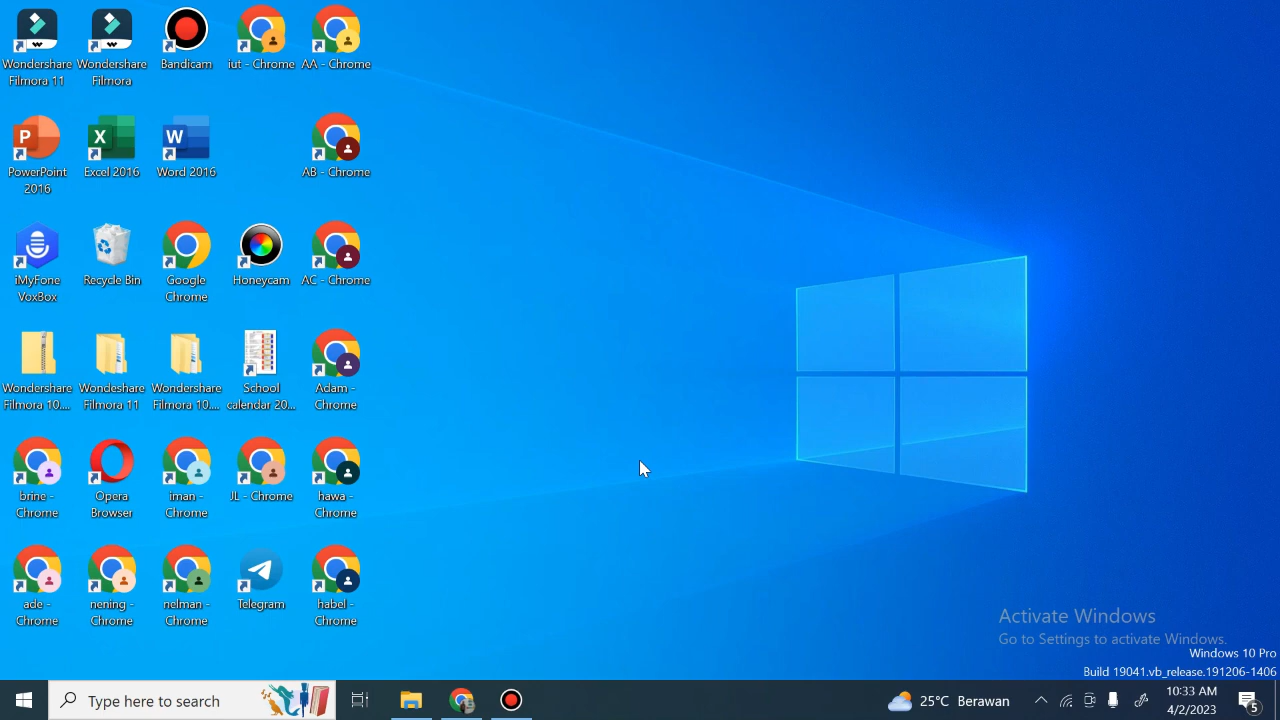 Wondershare Filmora 11
Wondershare Filmora
Bandicam
iut - Chrome
AA - Chrome
PowerPoint 2016
Excel 2016
Word 2016
AB - Chrome
iMyFone VoxBox
Recycle Bin
Google Chrome
Honeycam
AC - Chrome
Wondershare Filmora 10....
Wondeshare Filmora 11
Wondershare Filmora 10....
School calendar 20...
Adam - Chrome
brine - Chrome
Opera Browser
iman - Chrome
JL - Chrome
hawa - Chrome
ade - Chrome
nening - Chrome
nelman - Chrome
Telegram
habel - Chrome
Activate Windows
Go to Settings to activate Windows.
Windows 10 Pro
Build 19041.vb_release.191206-1406
Type here to search
25°C Berawan
10:33 AM
4/2/2023
5